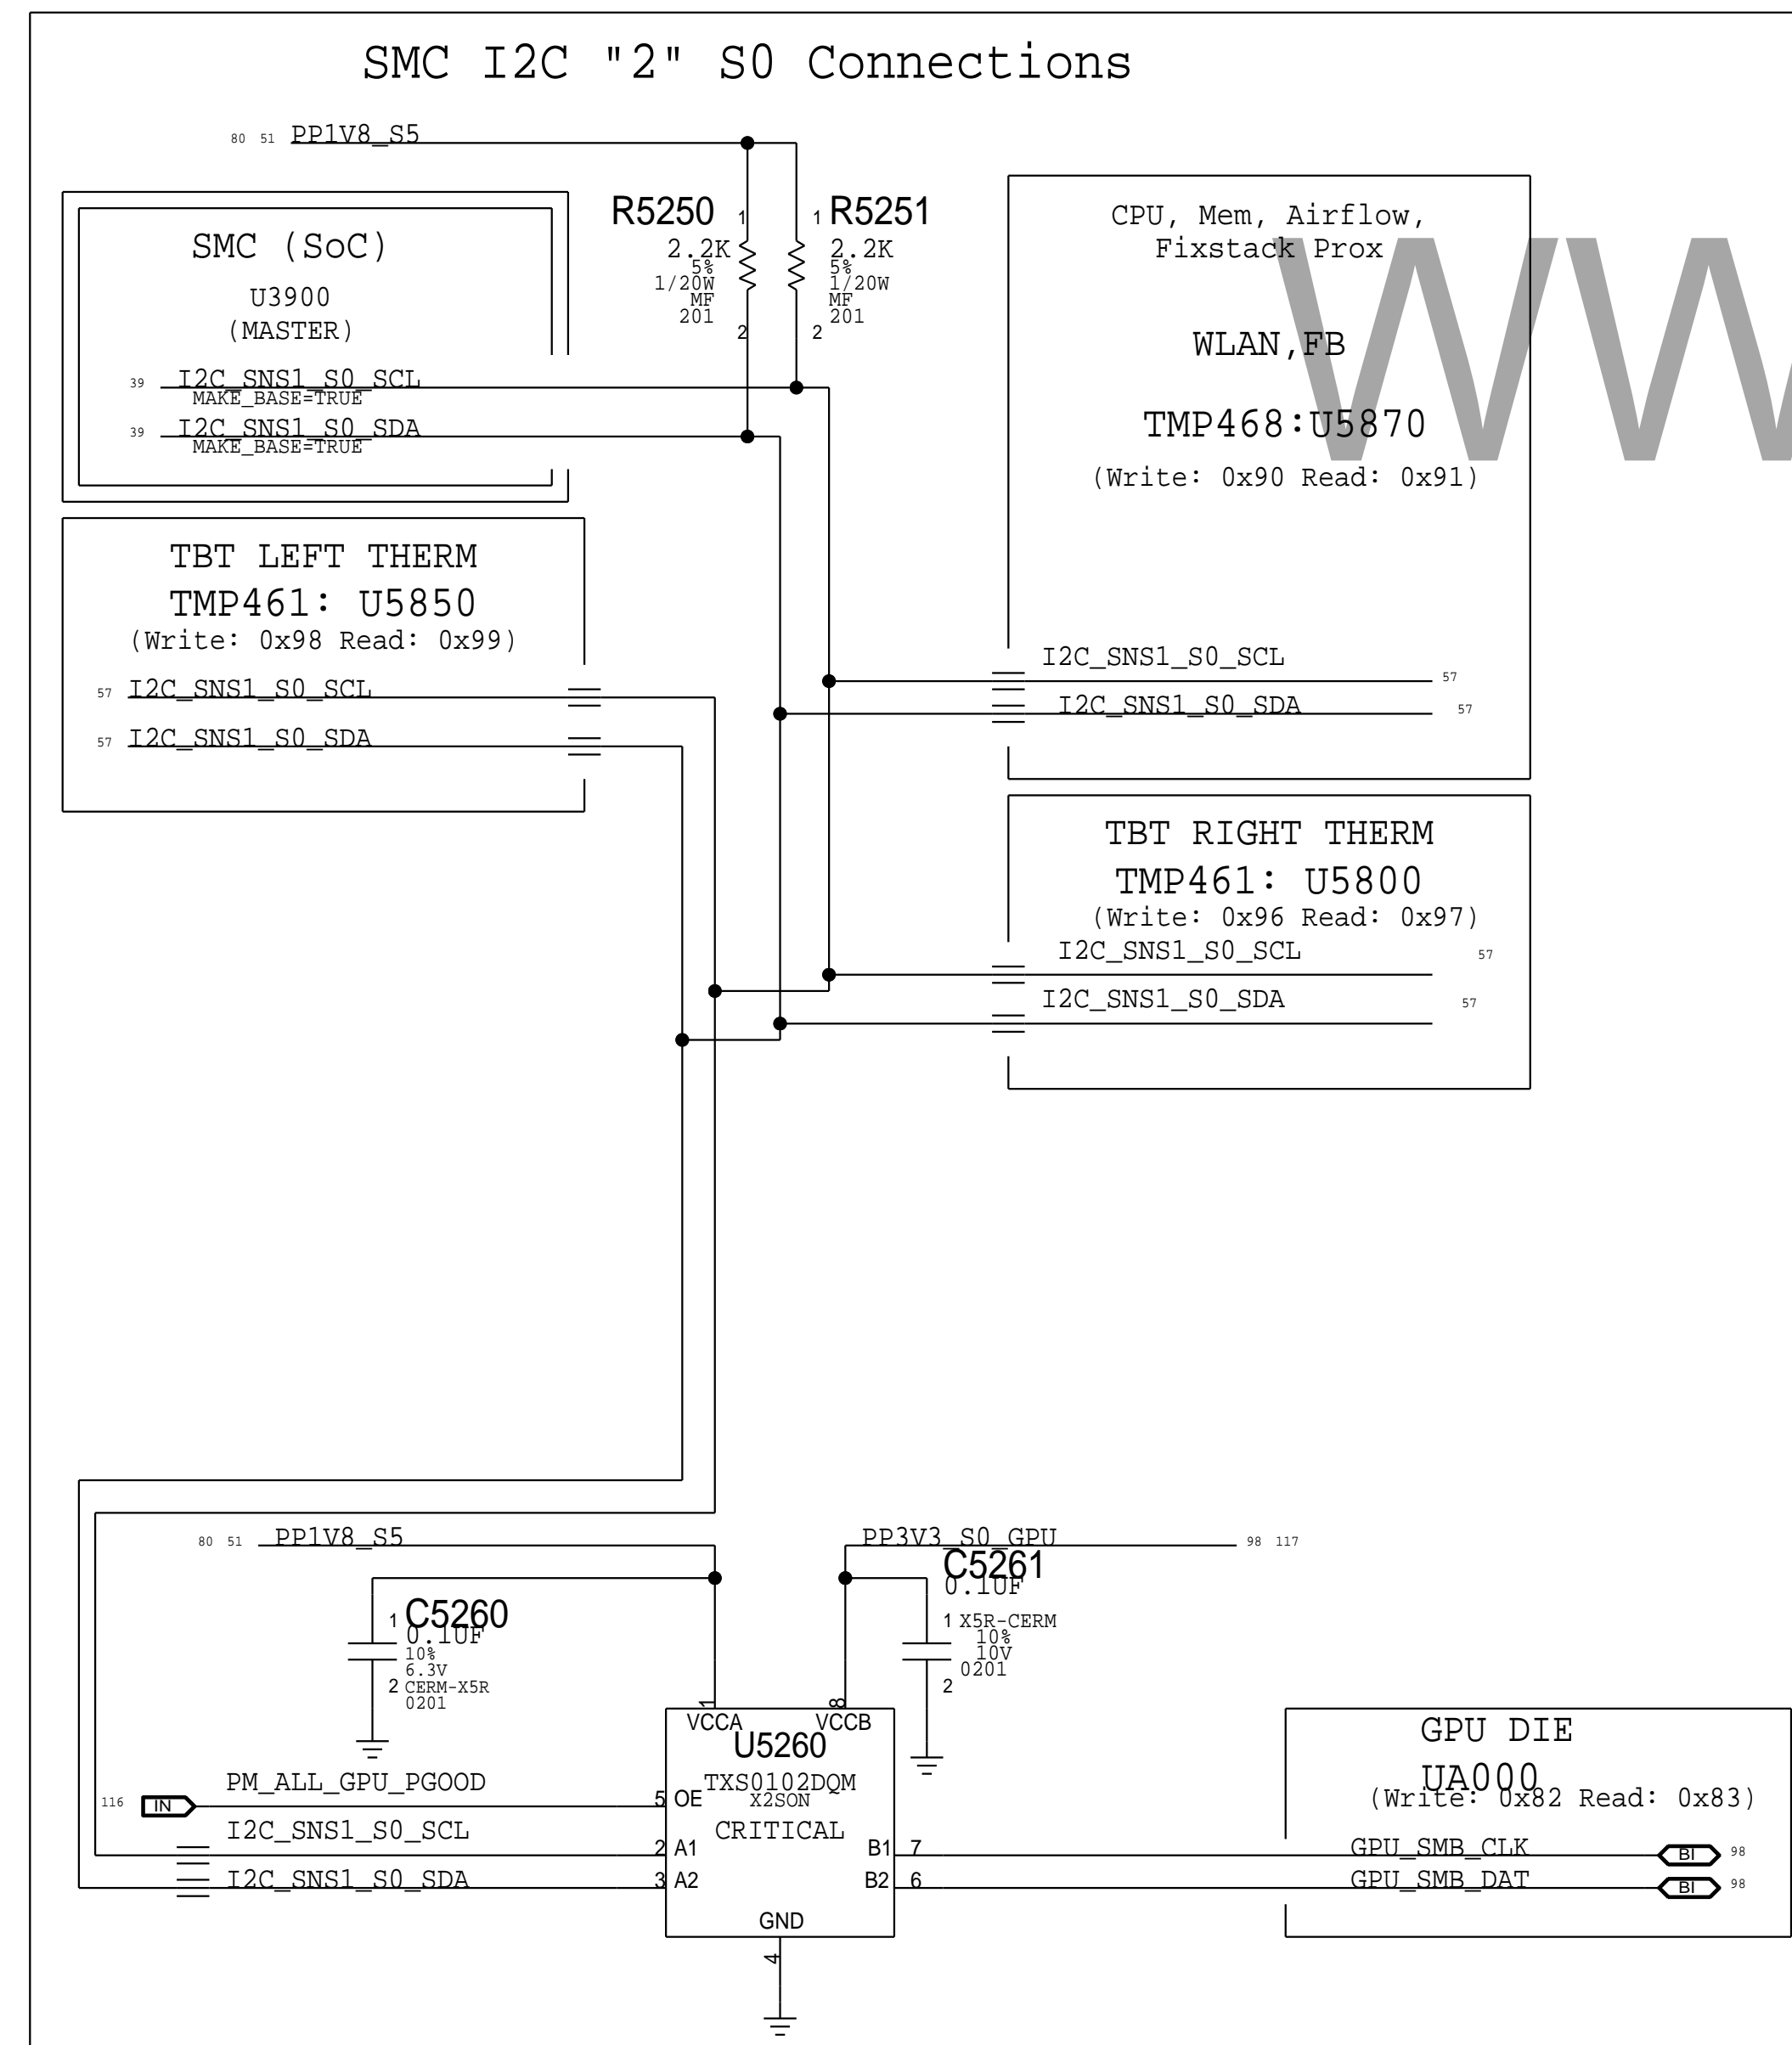 SMC I2C "2" S0 Connections
80 51 PP1V8_S5
SMC (SoC)
U3900
(MASTER)
39 I2C_SNS1_S0_SCL
MAKE_BASE=TRUE
39 I2C_SNS1_S0_SDA
MAKE_BASE=TRUE
R5250
1
2.2K
5%
1/20W
MF
201
2
1 R5251
2.2K
5%
1/20W
MF
201
2
CPU, Mem, Airflow,
Fixstack Prox
WLAN,FB
TMP468:U5870
(Write: 0x90 Read: 0x91)
I2C_SNS1_S0_SCL 57
I2C_SNS1_S0_SDA 57
WW
TBT LEFT THERM
TMP461: U5850
(Write: 0x98 Read: 0x99)
57 I2C_SNS1_S0_SCL
57 I2C_SNS1_S0_SDA
TBT RIGHT THERM
TMP461: U5800
(Write: 0x96 Read: 0x97)
I2C_SNS1_S0_SCL 57
I2C_SNS1_S0_SDA 57
80 51 PP1V8_S5
PP3V3_S0_GPU 98 117
1 C5260
0.1UF
10%
6.3V
2 CERM-X5R
0201
C5261
0.1UF
1 X5R-CERM
10%
10V
0201
2
1
8
VCCA VCCB
U5260
TXS0102DQM
X2SON
CRITICAL
116 IN PM_ALL_GPU_PGOOD 5 OE
I2C_SNS1_S0_SCL 2 A1
I2C_SNS1_S0_SDA 3 A2
B1 7
B2 6
GND
4
GPU DIE
UA000
(Write: 0x82 Read: 0x83)
GPU_SMB_CLK BI 98
GPU_SMB_DAT BI 98